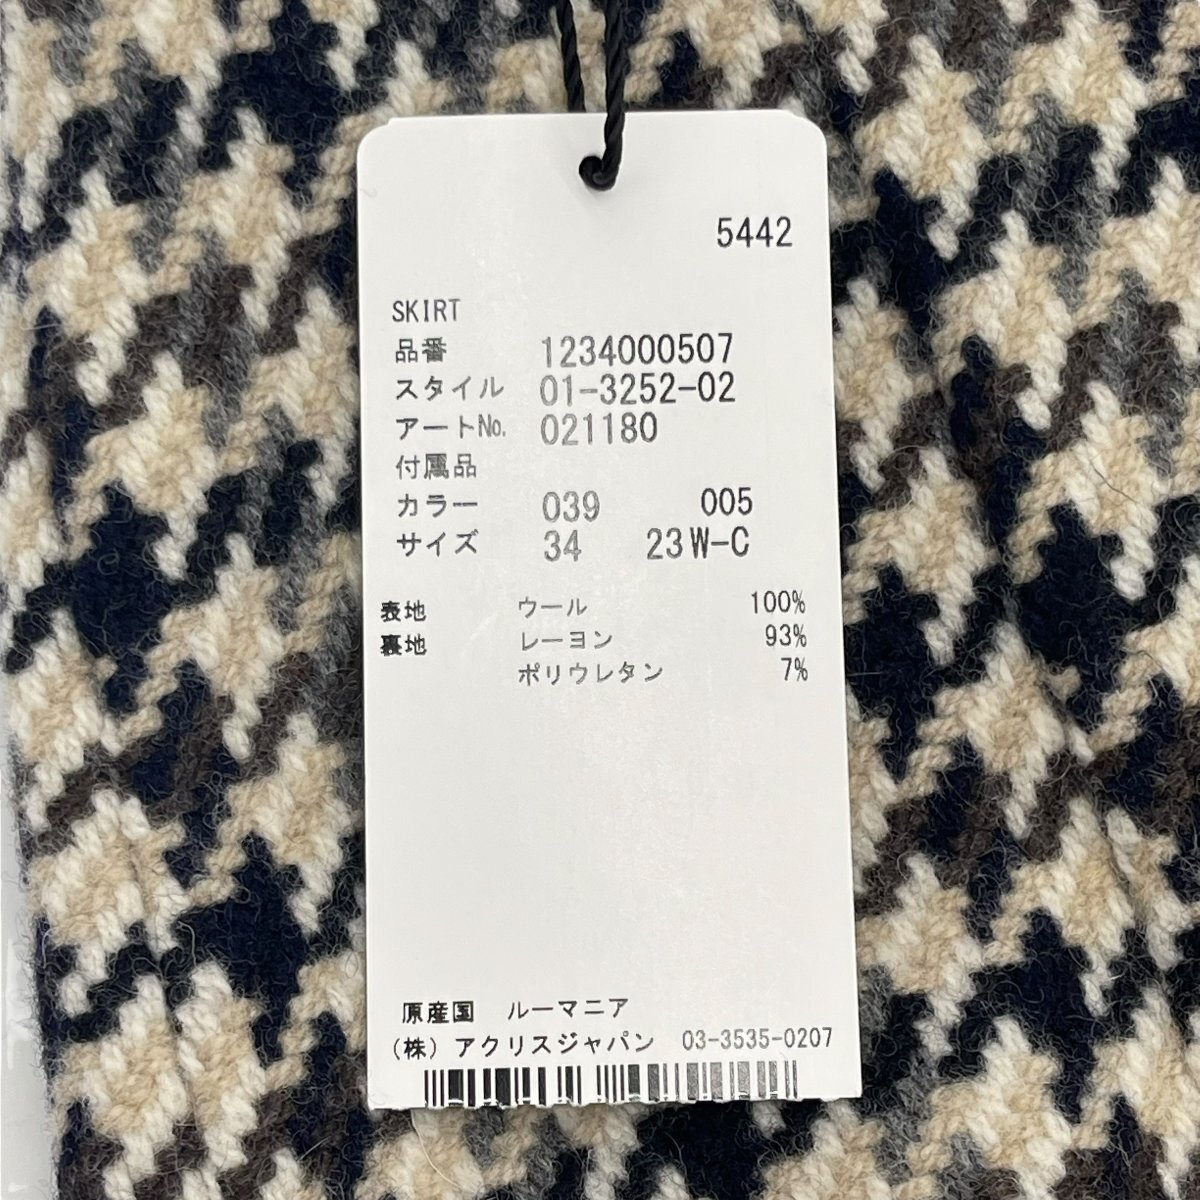 5442
SKIRT
品番 1234000507
スタイル 01-3252-02
アートNo. 021180
付属品
カラー 039 005
サイズ 34 23W-C
表地 ウール 100%
裏地 レーヨン 93%
ポリウレタン 7%
原産国 ルーマニア
(株) アクリスジャパン 03-3535-0207